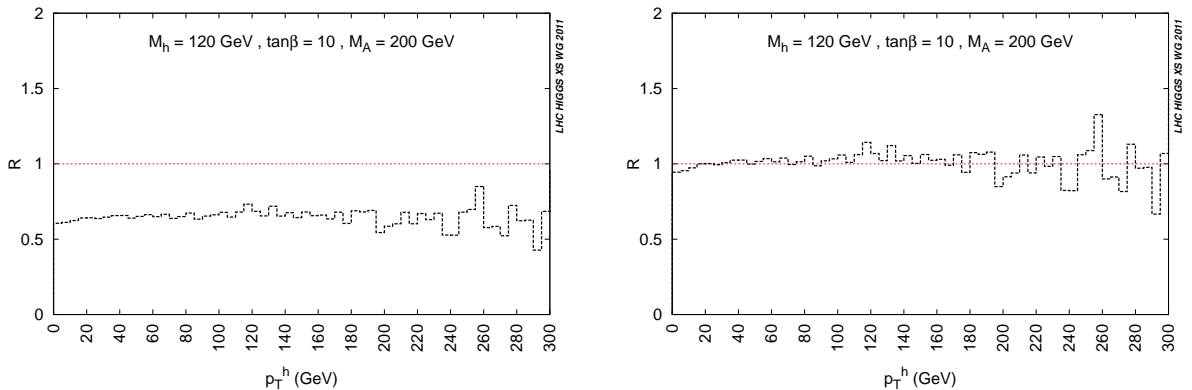 2
1.5
1
0.5
0
R
M_h = 120 GeV , tanβ = 10 , M_A = 200 GeV
LHC HIGGS XS WG 2011
0 20 40 60 80 100 120 140 160 180 200 220 240 260 280 300
p_T^h (GeV)
2
1.5
1
0.5
0
R
M_h = 120 GeV , tanβ = 10 , M_A = 200 GeV
LHC HIGGS XS WG 2011
0 20 40 60 80 100 120 140 160 180 200 220 240 260 280 300
p_T^h (GeV)